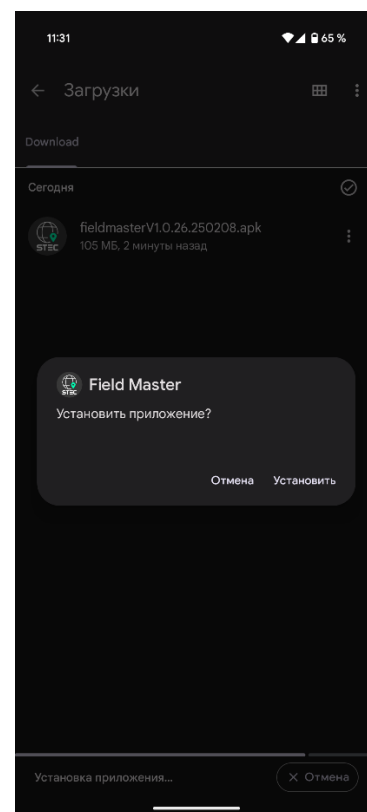 11:31
65 %
Загрузки
Download
Сегодня
STEC
fieldmasterV1.0.26.250208.apk
105 МБ, 2 минуты назад
STEC
Field Master
Установить приложение?
Отмена Установить
Установка приложения...
Отмена